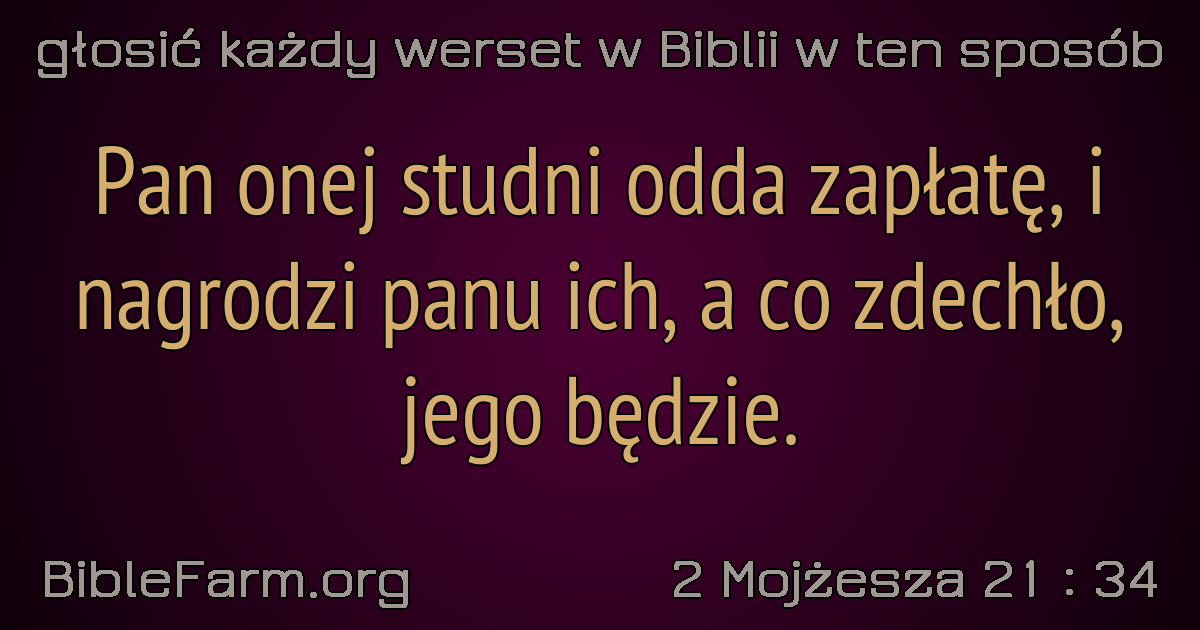 głosić każdy werset w Biblii w ten sposób
Pan onej studni odda zapłatę, i
nagrodzi panu ich, a co zdechło,
jego będzie.
BibleFarm.org
2 Mojżesza 21 : 34